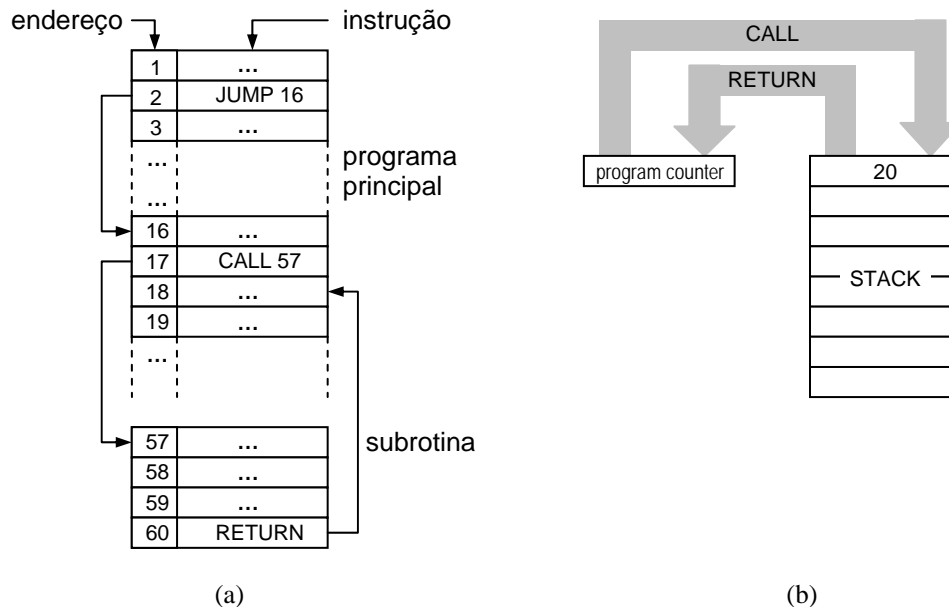 endereço instrução
1 ...
2 JUMP 16
3 ...
...
...
programa
principal
16 ...
17 CALL 57
18 ...
19 ...
...
57 ...
58 ...
59 ...
60 RETURN
subrotina
(a)
CALL
RETURN
program counter
20
STACK
(b)